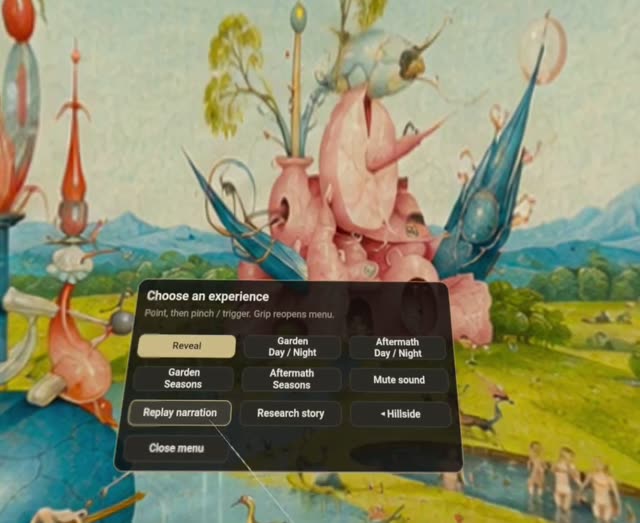 Choose an experience
Point, then pinch / trigger. Grip reopens menu.
Reveal
Garden
Day / Night
Aftermath
Day / Night
Garden
Seasons
Aftermath
Seasons
Mute sound
Replay narration
Research story
◂ Hillside
Close menu